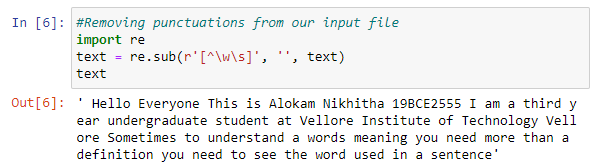 In [6]: #Removing punctuations from our input file
import re
text = re.sub(r'[^\w\s]', '', text)
text
Out[6]: ' Hello Everyone This is Alokam Nikhitha 19BCE2555 I am a third y
ear undergraduate student at Vellore Institute of Technology Vell
ore Sometimes to understand a words meaning you need more than a
definition you need to see the word used in a sentence'